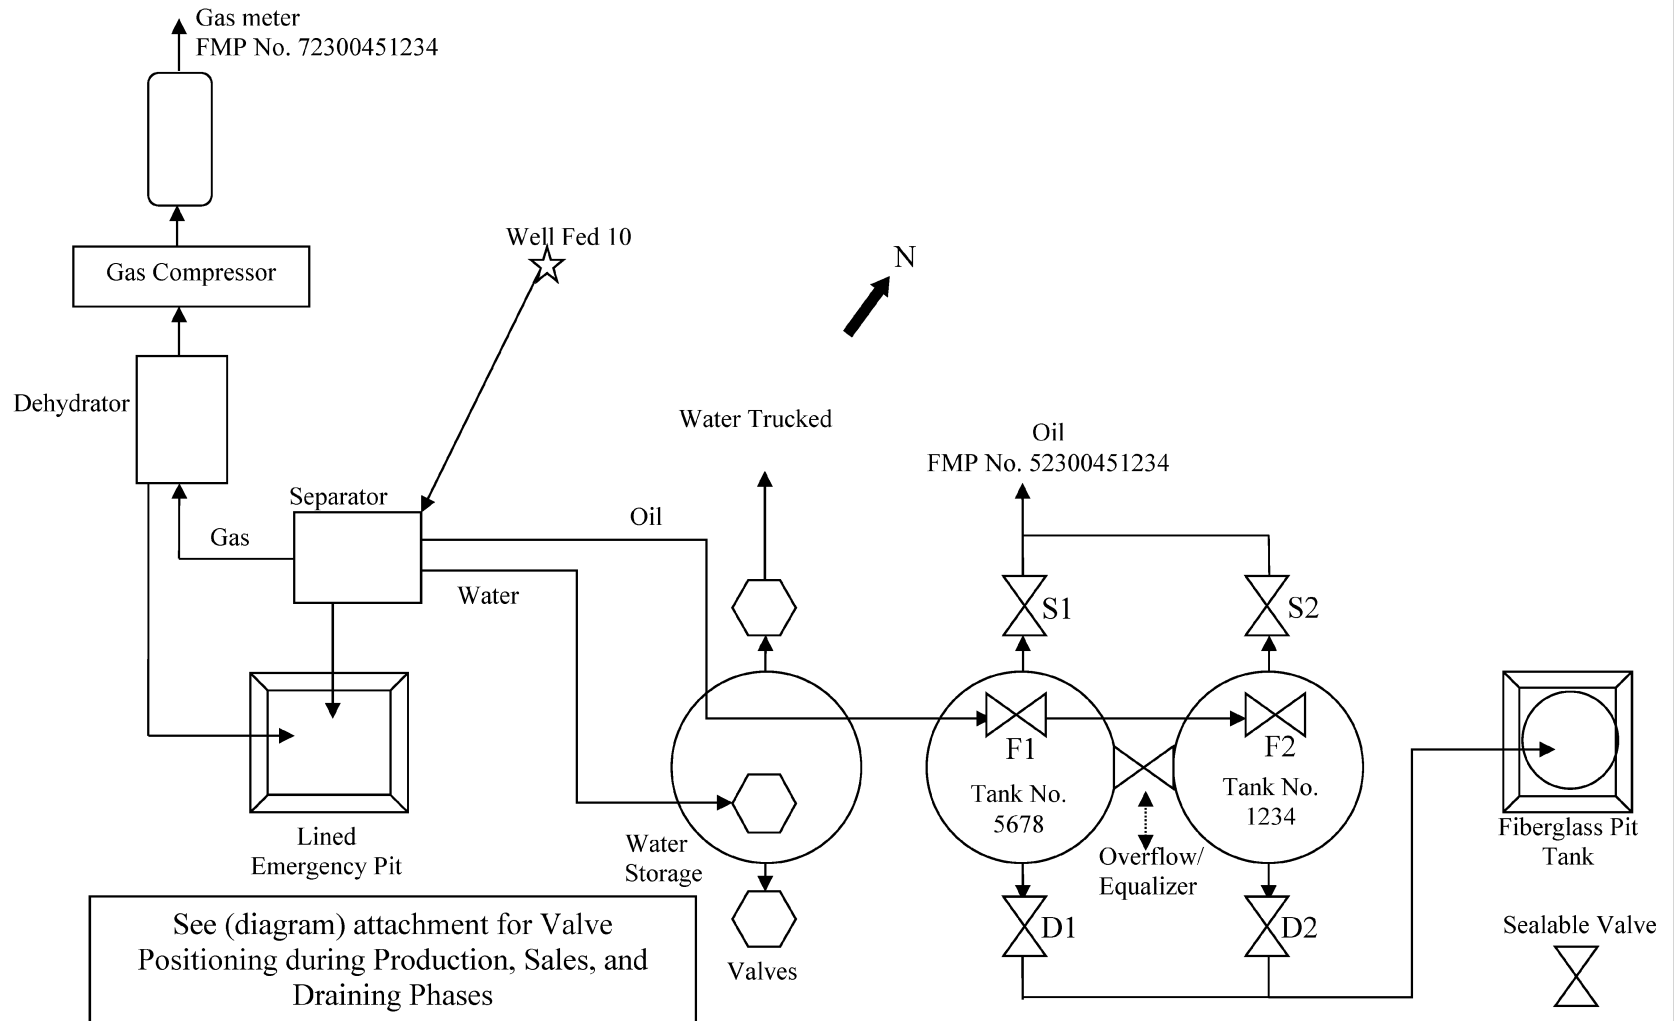 Gas meter
FMP No. 72300451234
Well Fed 10
N
Gas Compressor
Dehydrator
Water Trucked
Oil
FMP No. 52300451234
Separator
Oil
Gas
Water
S1
S2
F1
F2
Tank No.
5678
Tank No.
1234
Fiberglass Pit
Tank
Lined
Emergency Pit
Water
Storage
Overflow/
Equalizer
D1
D2
Valves
Sealable Valve
See (diagram) attachment for Valve
Positioning during Production, Sales, and
Draining Phases